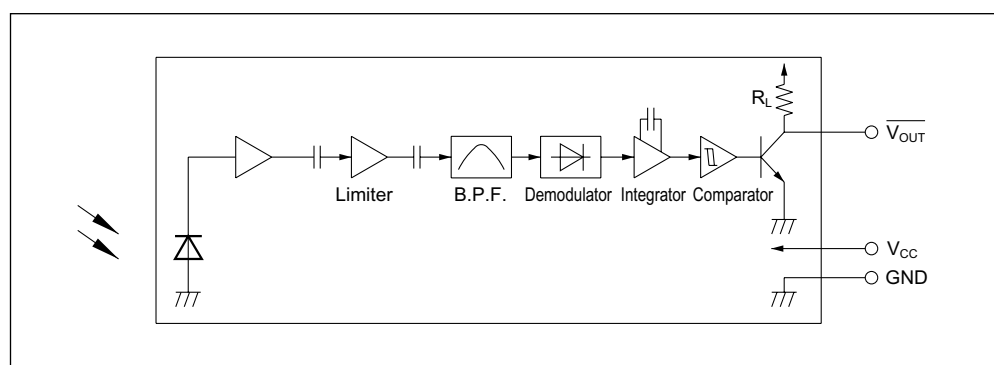 RL
VOUT
Limiter
B.P.F.
Demodulator
Integrator
Comparator
VCC
GND